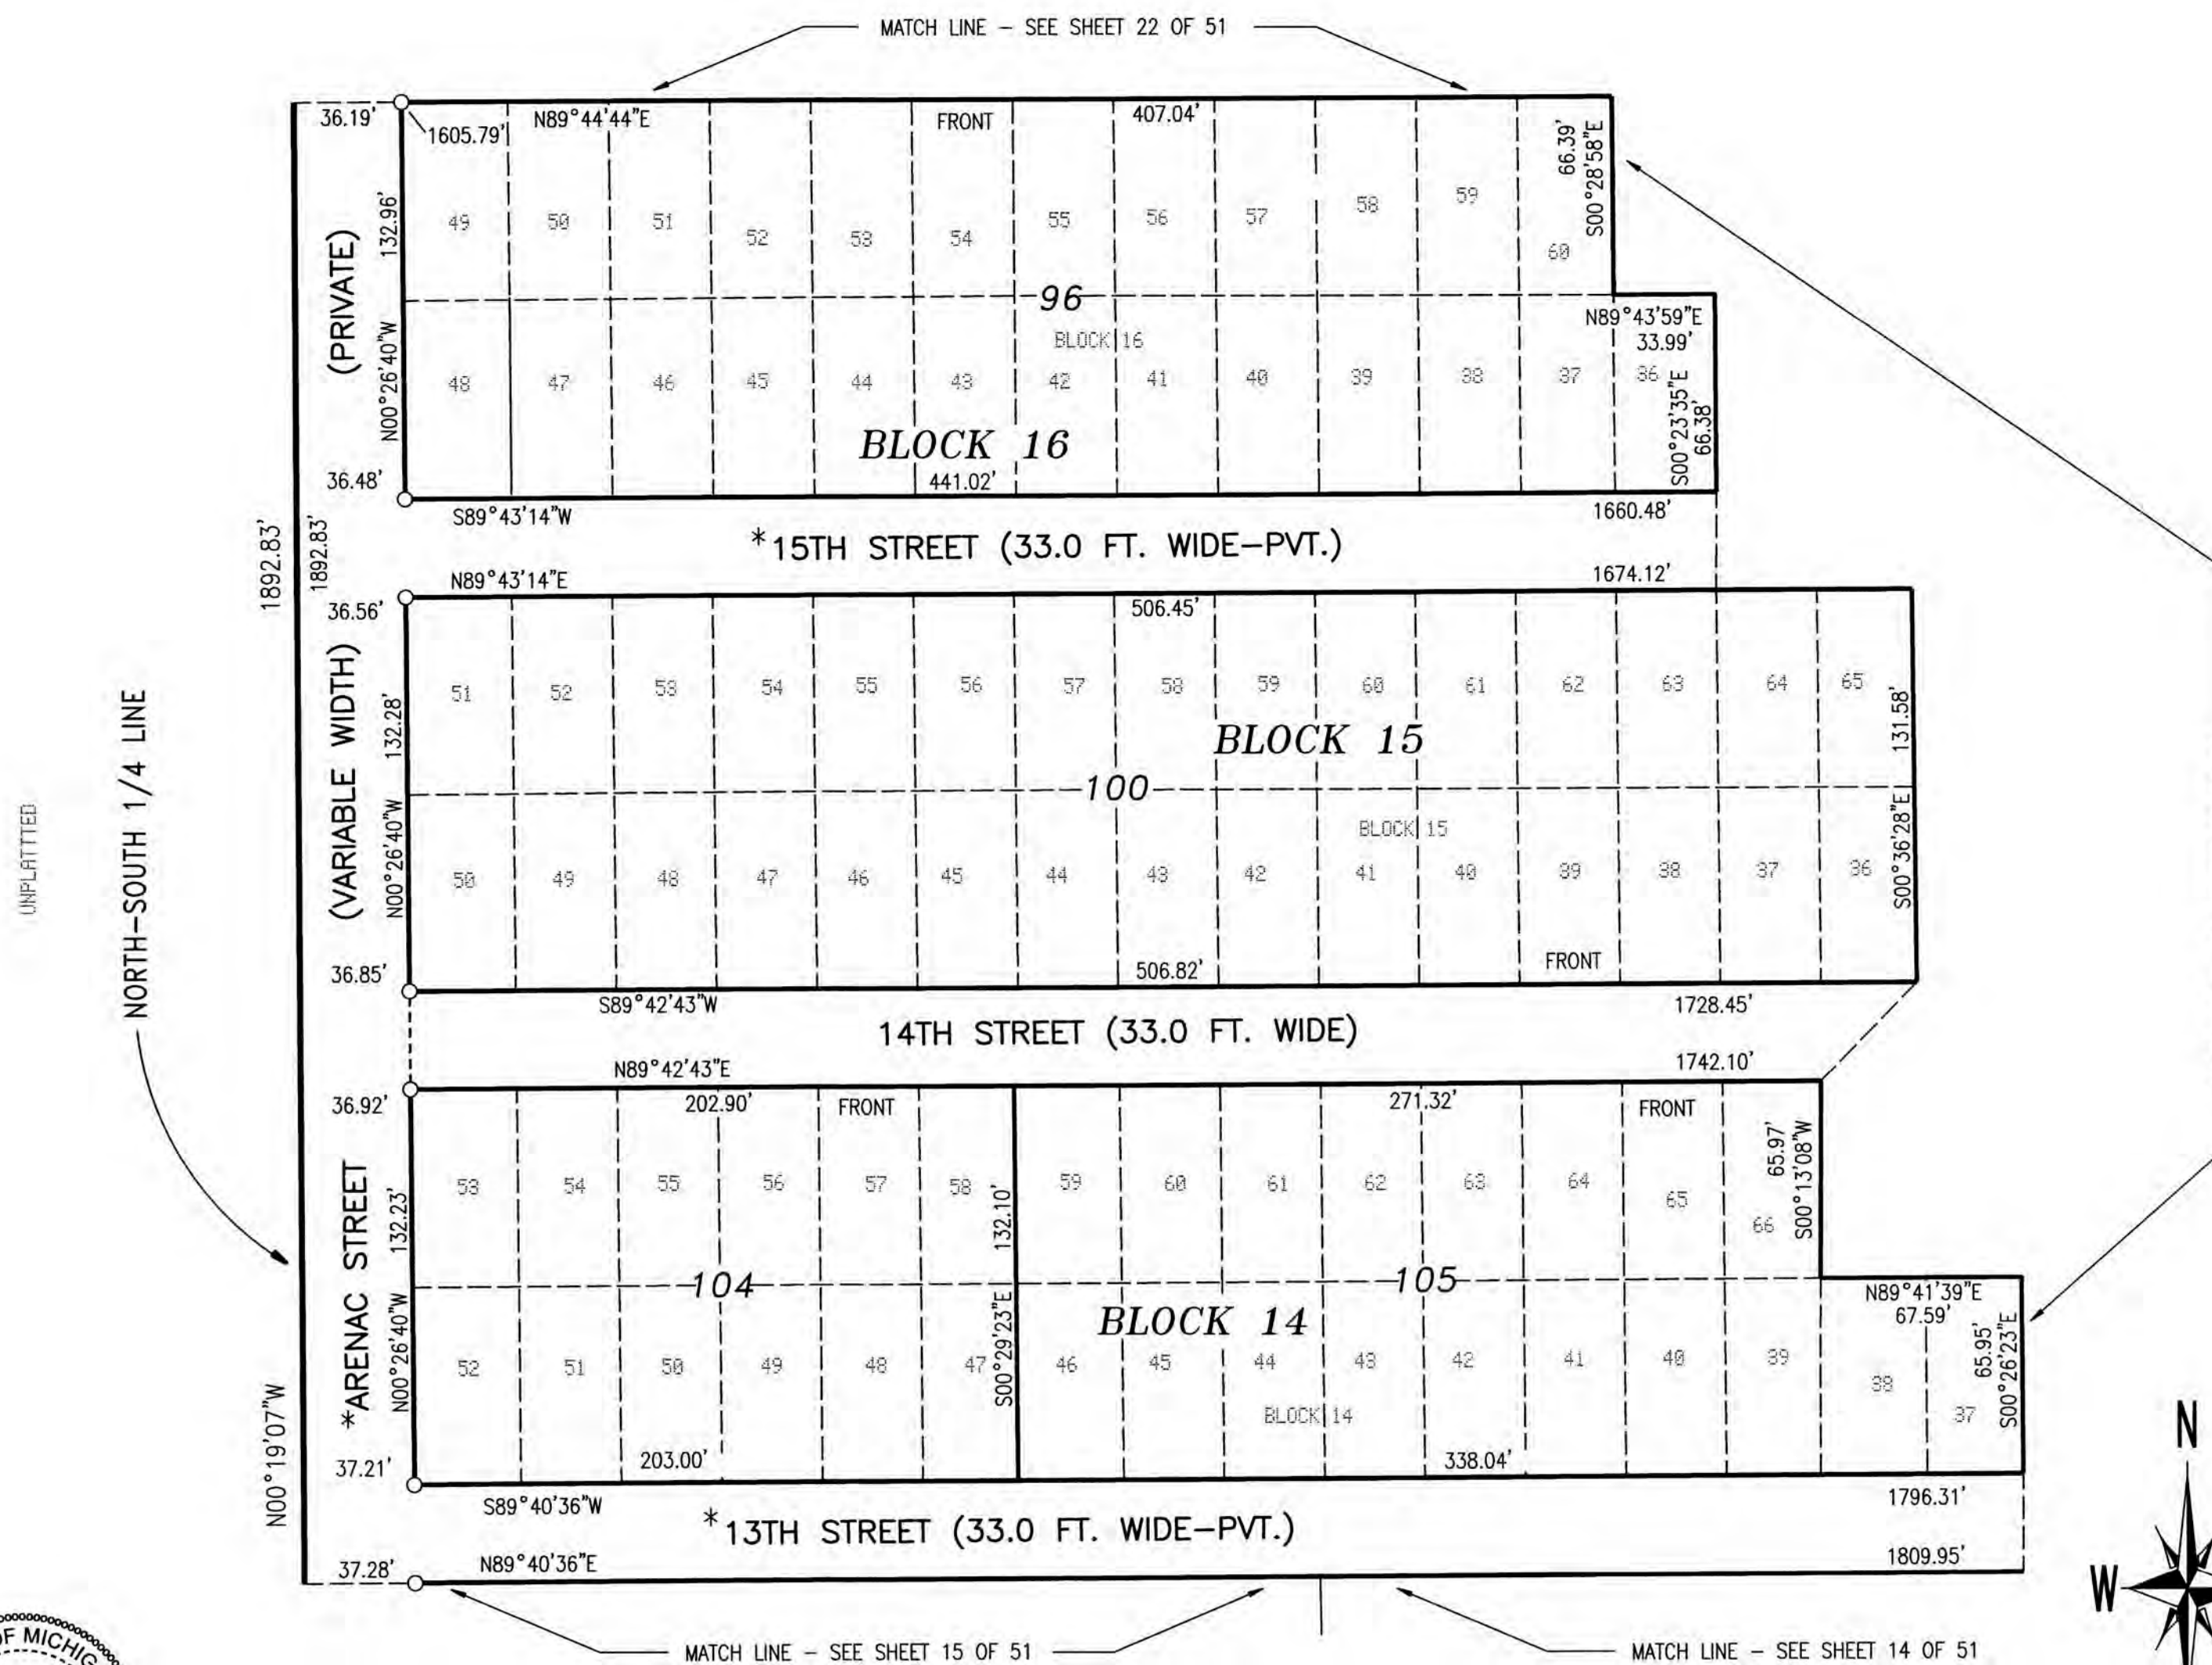 MATCH LINE – SEE SHEET 22 OF 51
36.19'
1605.79'
N89°44'44"E
FRONT
407.04'
66.39'
S00°28'58"E
132.96'
N00°26'40"W
(PRIVATE)
49 50 51 52 53 54 55 56 57 58 59 60
96
N89°43'59"E
33.99'
BLOCK 16
48 47 46 45 44 43 42 41 40 39 38 37 36
S00°23'35"E
66.38'
BLOCK 16
441.02'
36.48'
S89°43'14"W
1660.48'
*15TH STREET (33.0 FT. WIDE–PVT.)
1892.83'
1892.83'
N89°43'14"E
1674.12'
36.56'
506.45'
(VARIABLE WIDTH)
132.28'
N00°26'40"W
51 52 53 54 55 56 57 58 59 60 61 62 63 64 65
131.58'
S00°36'28"E
BLOCK 15
100
BLOCK 15
50 49 48 47 46 45 44 43 42 41 40 39 38 37 36
UNPLATTED
NORTH–SOUTH 1/4 LINE
FRONT
36.85'
506.82'
S89°42'43"W
1728.45'
14TH STREET (33.0 FT. WIDE)
N89°42'43"E
1742.10'
36.92'
202.90'
FRONT
271.32'
FRONT
*ARENAC STREET
132.23'
N00°26'40"W
53 54 55 56 57 58
132.10'
S00°29'23"E
59 60 61 62 63 64 65 66
65.97'
S00°13'08"W
104
105
N89°41'39"E
67.59'
BLOCK 14
52 51 50 49 48 47 46 45 44 43 42 41 40 39 38 37
65.95'
S00°26'23"E
BLOCK 14
N00°19'07"W
37.21'
203.00'
338.04'
S89°40'36"W
1796.31'
*13TH STREET (33.0 FT. WIDE–PVT.)
37.28'
N89°40'36"E
1809.95'
MATCH LINE – SEE SHEET 15 OF 51
MATCH LINE – SEE SHEET 14 OF 51
N
W